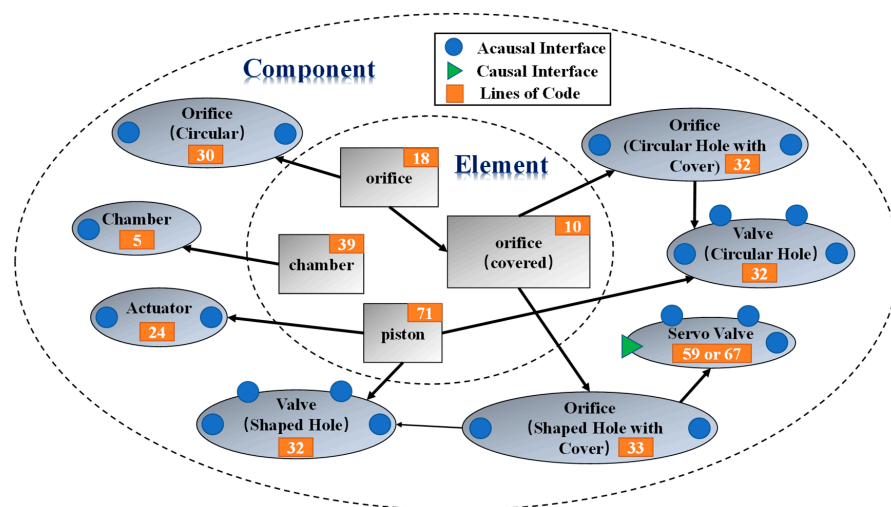 Acausal Interface
Causal Interface
Lines of Code
Component
Element
Orifice
(Circular)
30
18
orifice
Orifice
(Circular Hole with
Cover)
32
Chamber
5
39
chamber
10
orifice
(covered)
Valve
(Circular Hole)
32
Actuator
24
71
piston
Servo Valve
59 or 67
Valve
(Shaped Hole)
32
Orifice
(Shaped Hole with
Cover)
33